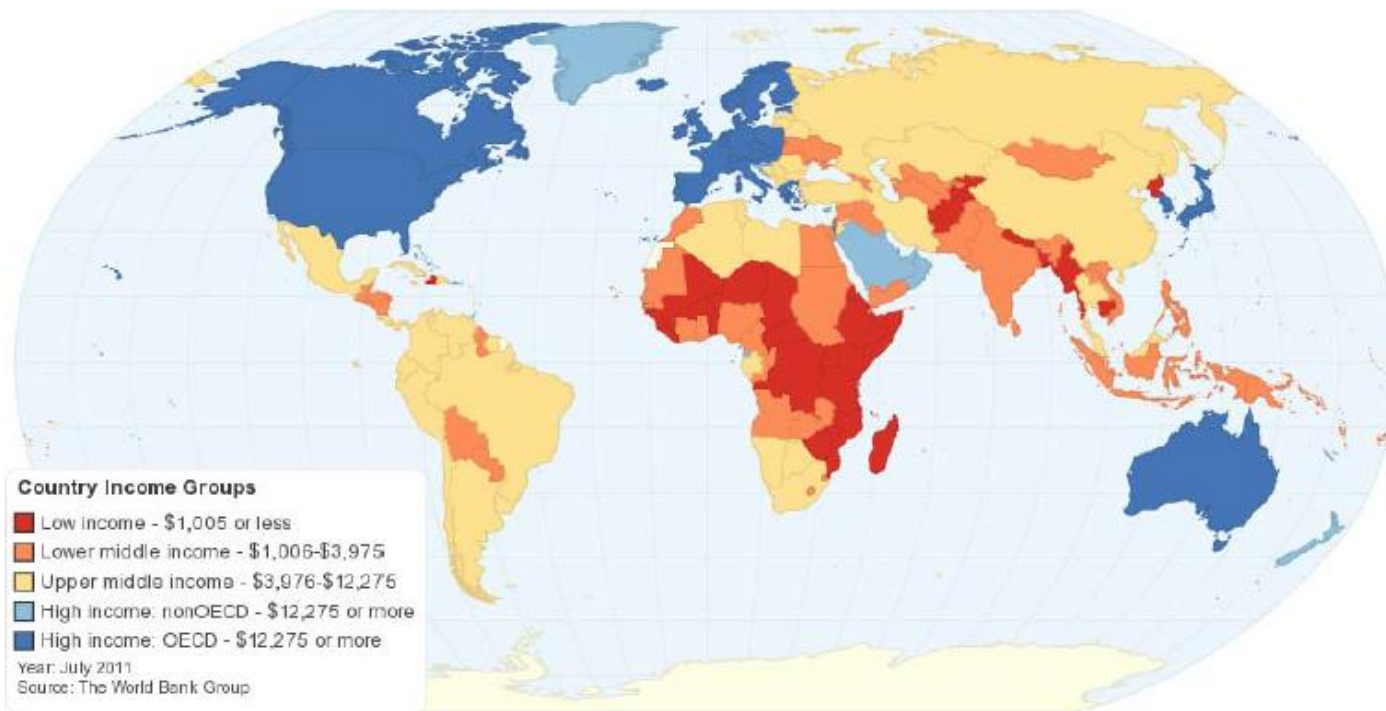 Country Income Groups
Low income - $1,005 or less
Lower middle income - $1,006-$3,975
Upper middle income - $3,976-$12,275
High income: nonOECD - $12,275 or more
High income: OECD - $12,275 or more
Year: July 2011
Source: The World Bank Group